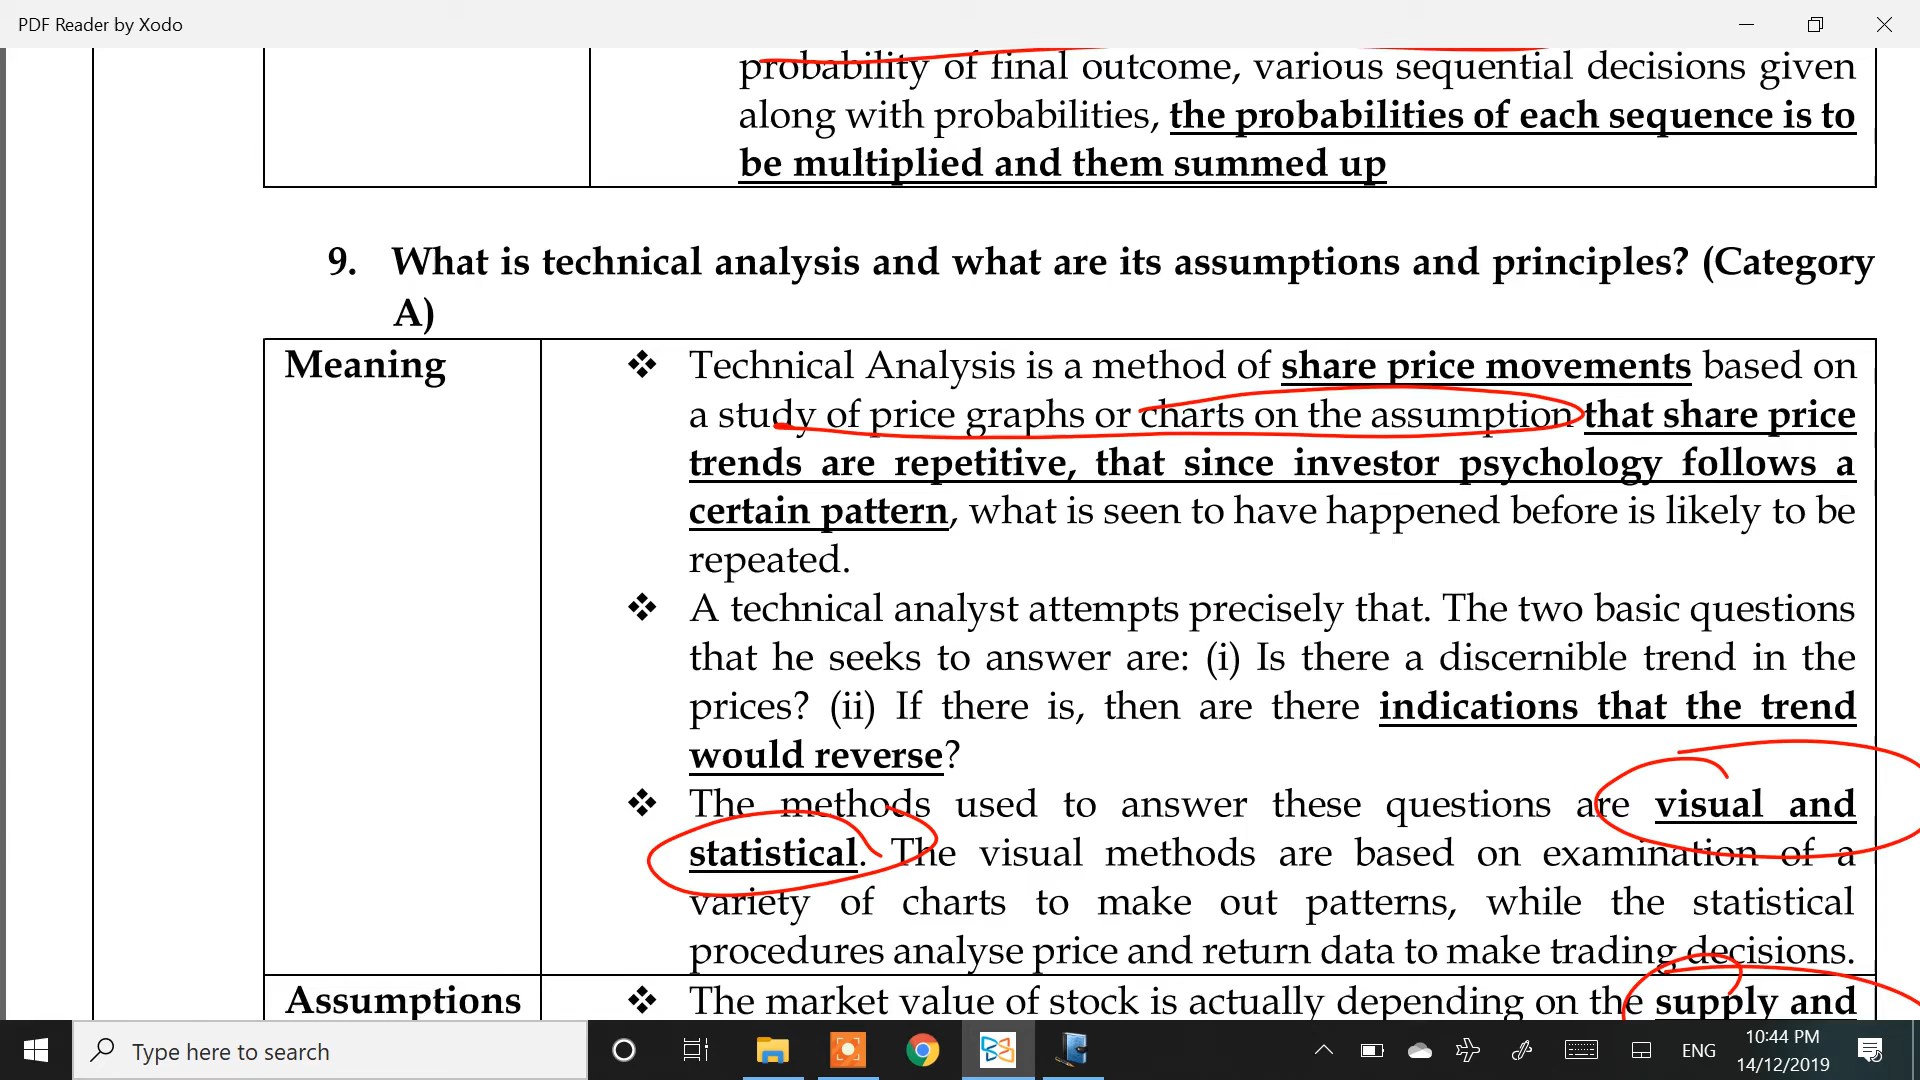 PDF Reader by Xodo
probability of final outcome, various sequential decisions given
along with probabilities, the probabilities of each sequence is to
be multiplied and them summed up
9. What is technical analysis and what are its assumptions and principles? (Category
A)
Meaning
❖ Technical Analysis is a method of share price movements based on
a study of price graphs or charts on the assumption that share price
trends are repetitive, that since investor psychology follows a
certain pattern, what is seen to have happened before is likely to be
repeated.
❖ A technical analyst attempts precisely that. The two basic questions
that he seeks to answer are: (i) Is there a discernible trend in the
prices? (ii) If there is, then are there indications that the trend
would reverse?
❖ The methods used to answer these questions are visual and
statistical. The visual methods are based on examination of a
variety of charts to make out patterns, while the statistical
procedures analyse price and return data to make trading decisions.
Assumptions
❖ The market value of stock is actually depending on the supply and
Type here to search
ENG
10:44 PM
14/12/2019